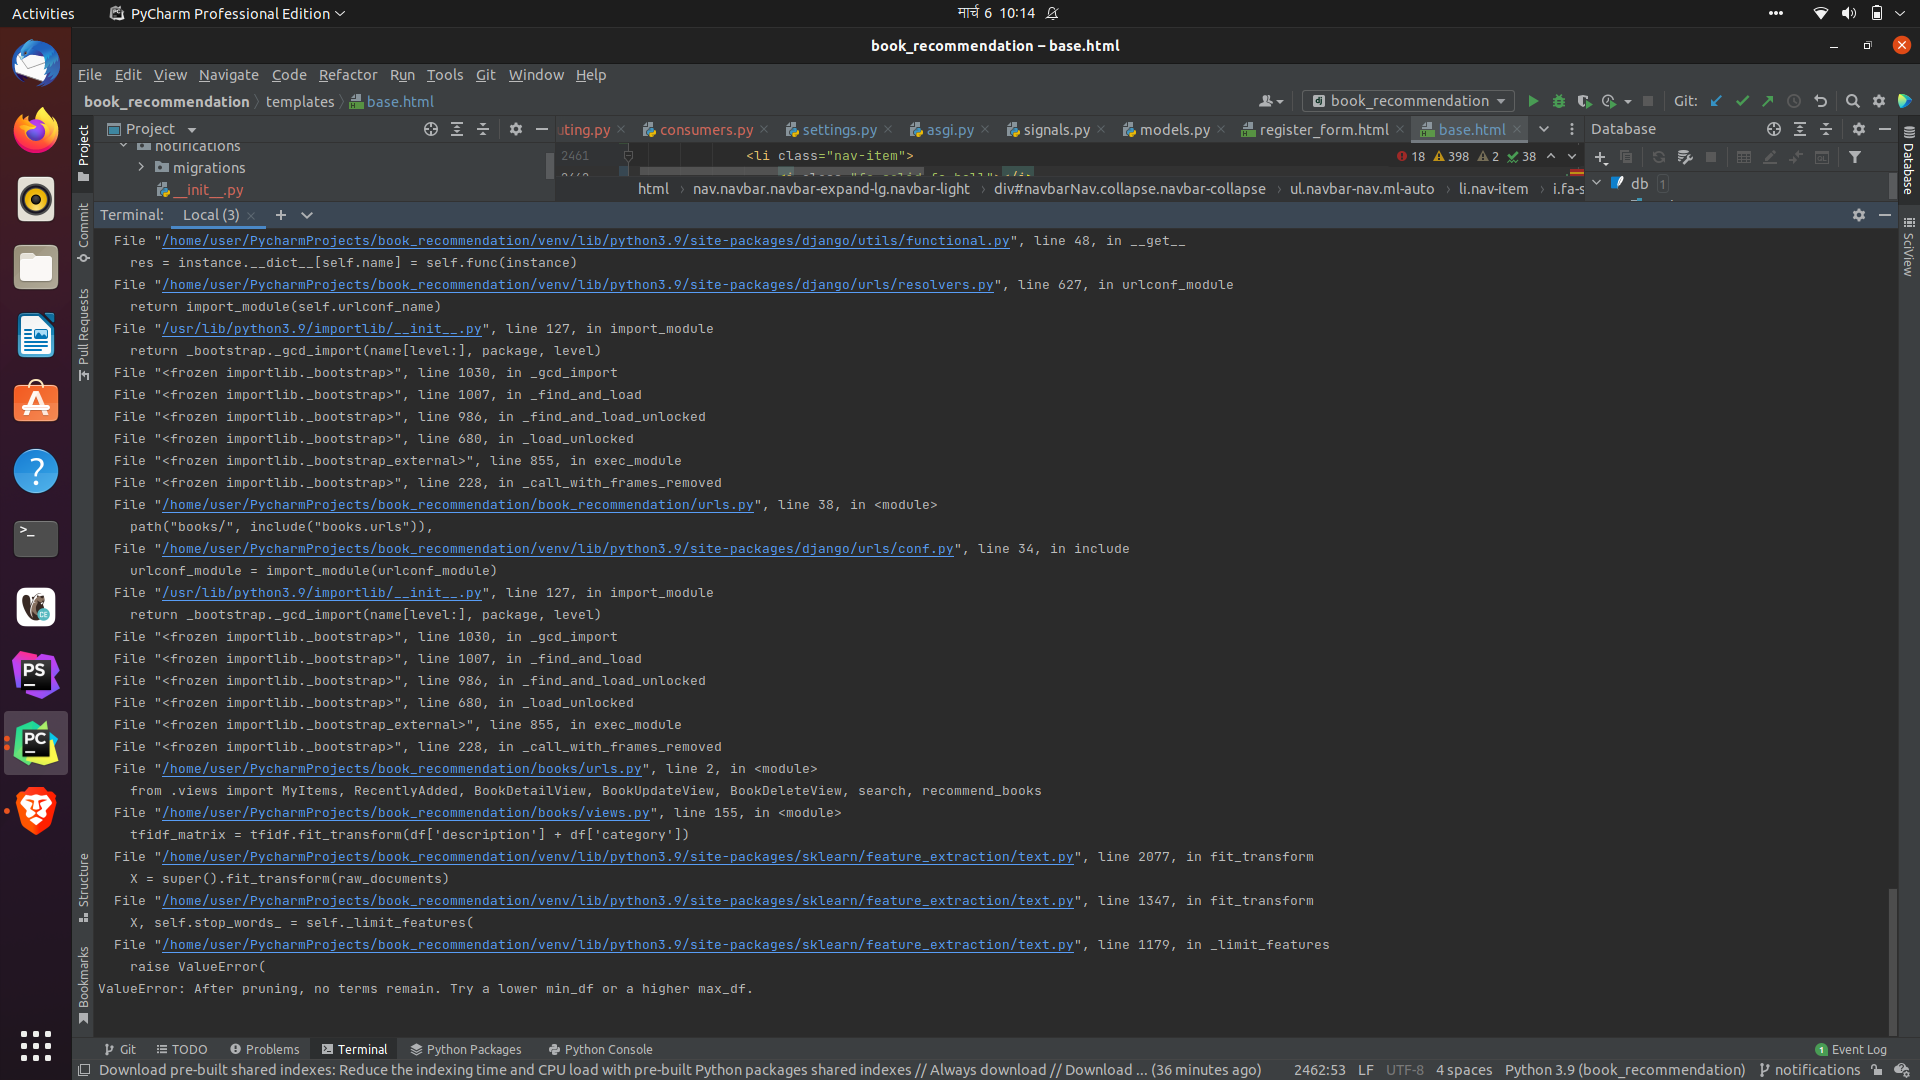 Activities
PyCharm Professional Edition
मार्च 6 10:14
book_recommendation – base.html
File Edit View Navigate Code Refactor Run Tools Git Window Help
book_recommendation templates base.html
book_recommendation
Git:
Project
uting.py consumers.py settings.py asgi.py signals.py models.py register_form.html base.html
Database
notifications
migrations
__init__.py
2461 <li class="nav-item">
18 398 2 38
html nav.navbar.navbar-expand-lg.navbar-light div#navbarNav.collapse.navbar-collapse ul.navbar-nav.ml-auto li.nav-item i.fa-s
db 1
Terminal: Local (3)
File "/home/user/PycharmProjects/book_recommendation/venv/lib/python3.9/site-packages/django/utils/functional.py", line 48, in __get__
res = instance.__dict__[self.name] = self.func(instance)
File "/home/user/PycharmProjects/book_recommendation/venv/lib/python3.9/site-packages/django/urls/resolvers.py", line 627, in urlconf_module
return import_module(self.urlconf_name)
File "/usr/lib/python3.9/importlib/__init__.py", line 127, in import_module
return _bootstrap._gcd_import(name[level:], package, level)
File "<frozen importlib._bootstrap>", line 1030, in _gcd_import
File "<frozen importlib._bootstrap>", line 1007, in _find_and_load
File "<frozen importlib._bootstrap>", line 986, in _find_and_load_unlocked
File "<frozen importlib._bootstrap>", line 680, in _load_unlocked
File "<frozen importlib._bootstrap_external>", line 855, in exec_module
File "<frozen importlib._bootstrap>", line 228, in _call_with_frames_removed
File "/home/user/PycharmProjects/book_recommendation/book_recommendation/urls.py", line 38, in <module>
path("books/", include("books.urls")),
File "/home/user/PycharmProjects/book_recommendation/venv/lib/python3.9/site-packages/django/urls/conf.py", line 34, in include
urlconf_module = import_module(urlconf_module)
File "/usr/lib/python3.9/importlib/__init__.py", line 127, in import_module
return _bootstrap._gcd_import(name[level:], package, level)
File "<frozen importlib._bootstrap>", line 1030, in _gcd_import
File "<frozen importlib._bootstrap>", line 1007, in _find_and_load
File "<frozen importlib._bootstrap>", line 986, in _find_and_load_unlocked
File "<frozen importlib._bootstrap>", line 680, in _load_unlocked
File "<frozen importlib._bootstrap_external>", line 855, in exec_module
File "<frozen importlib._bootstrap>", line 228, in _call_with_frames_removed
File "/home/user/PycharmProjects/book_recommendation/books/urls.py", line 2, in <module>
from .views import MyItems, RecentlyAdded, BookDetailView, BookUpdateView, BookDeleteView, search, recommend_books
File "/home/user/PycharmProjects/book_recommendation/books/views.py", line 155, in <module>
tfidf_matrix = tfidf.fit_transform(df['description'] + df['category'])
File "/home/user/PycharmProjects/book_recommendation/venv/lib/python3.9/site-packages/sklearn/feature_extraction/text.py", line 2077, in fit_transform
X = super().fit_transform(raw_documents)
File "/home/user/PycharmProjects/book_recommendation/venv/lib/python3.9/site-packages/sklearn/feature_extraction/text.py", line 1347, in fit_transform
X, self.stop_words_ = self._limit_features(
File "/home/user/PycharmProjects/book_recommendation/venv/lib/python3.9/site-packages/sklearn/feature_extraction/text.py", line 1179, in _limit_features
raise ValueError(
ValueError: After pruning, no terms remain. Try a lower min_df or a higher max_df.
Project
Commit
Pull Requests
Structure
Bookmarks
Database
SciView
Git TODO Problems Terminal Python Packages Python Console
1 Event Log
Download pre-built shared indexes: Reduce the indexing time and CPU load with pre-built Python packages shared indexes // Always download // Download ... (36 minutes ago)
2462:53 LF UTF-8 4 spaces Python 3.9 (book_recommendation) notifications
PS
PC